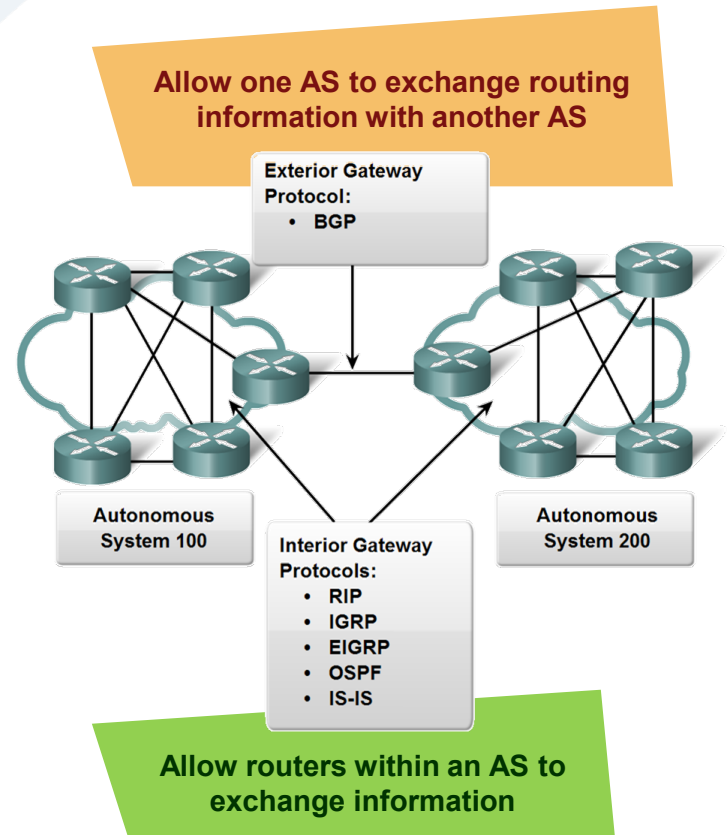 Allow one AS to exchange routing
information with another AS
Exterior Gateway
Protocol:
• BGP
Autonomous
System 100
Autonomous
System 200
Interior Gateway
Protocols:
• RIP
• IGRP
• EIGRP
• OSPF
• IS-IS
Allow routers within an AS to
exchange information